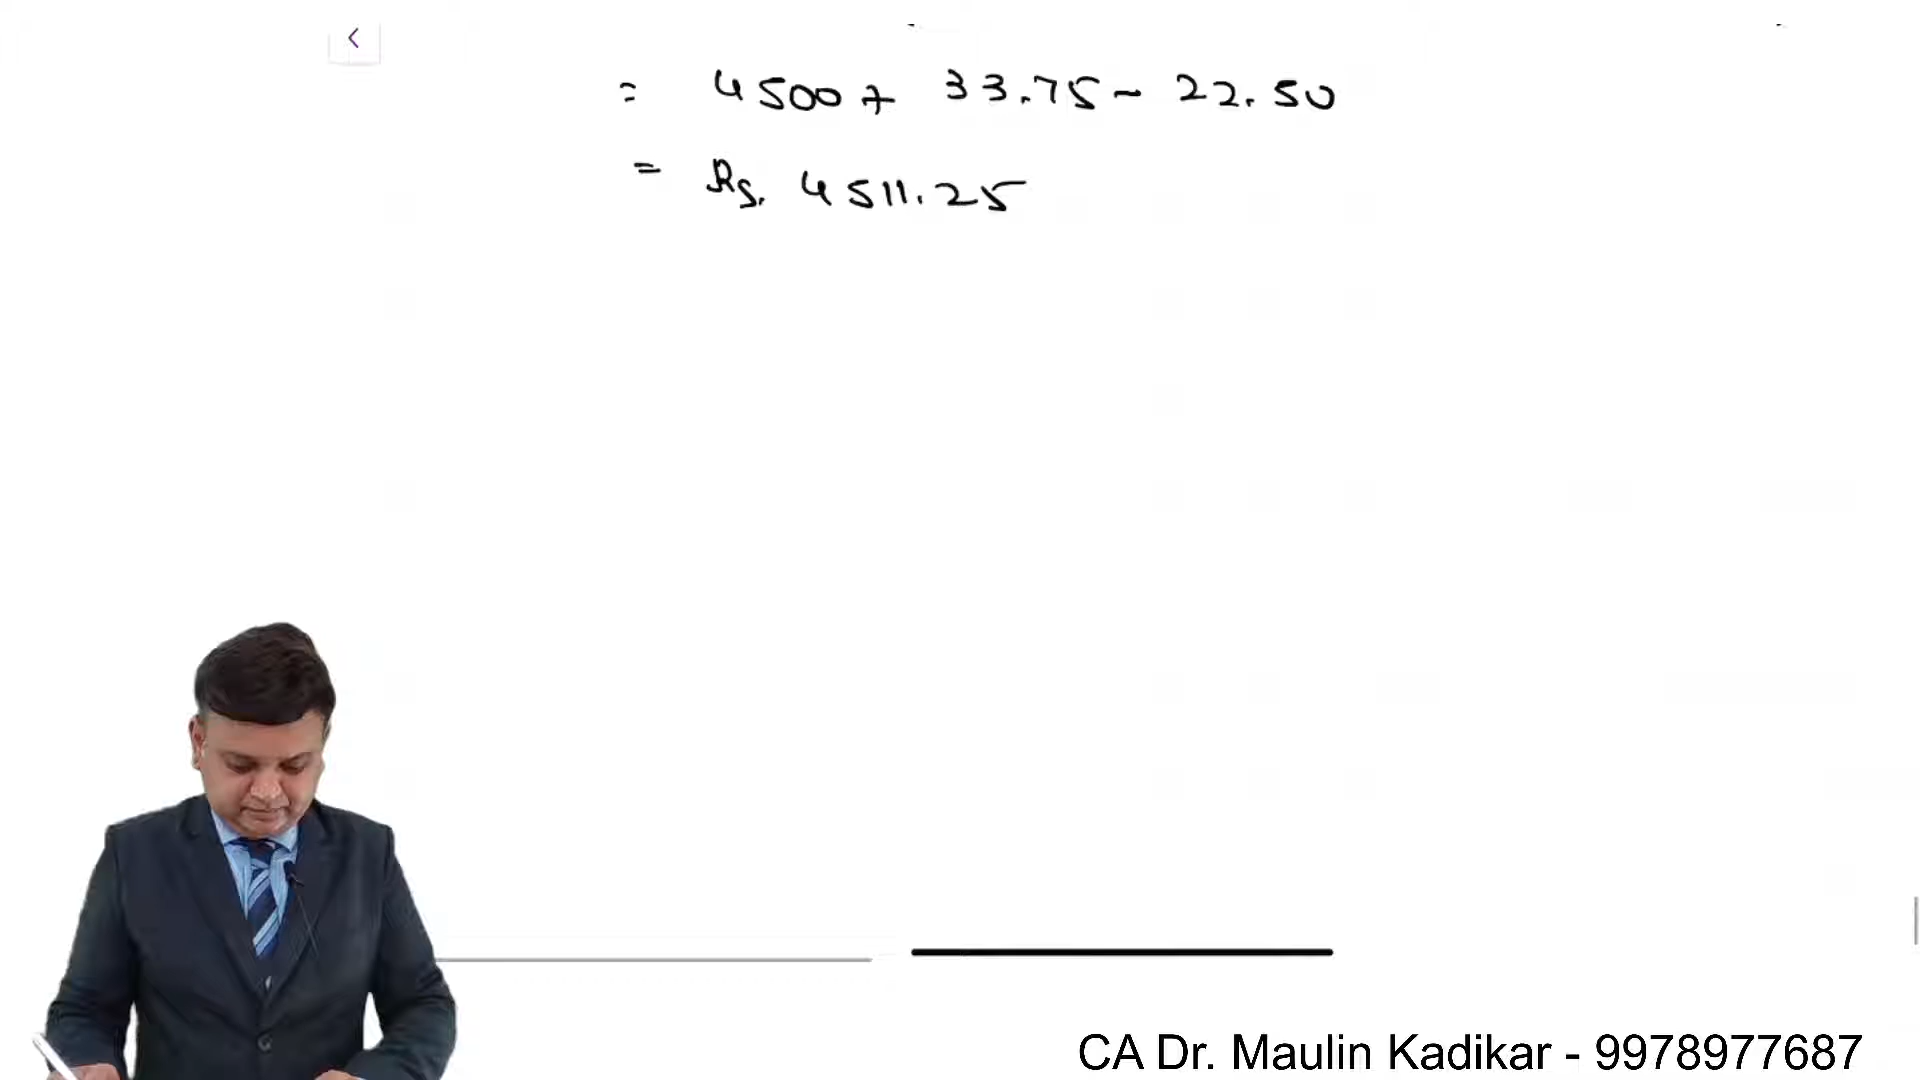 = 4500 + 33.75 - 22.50
= Rs. 4511.25
CA Dr. Maulin Kadikar - 9978977687